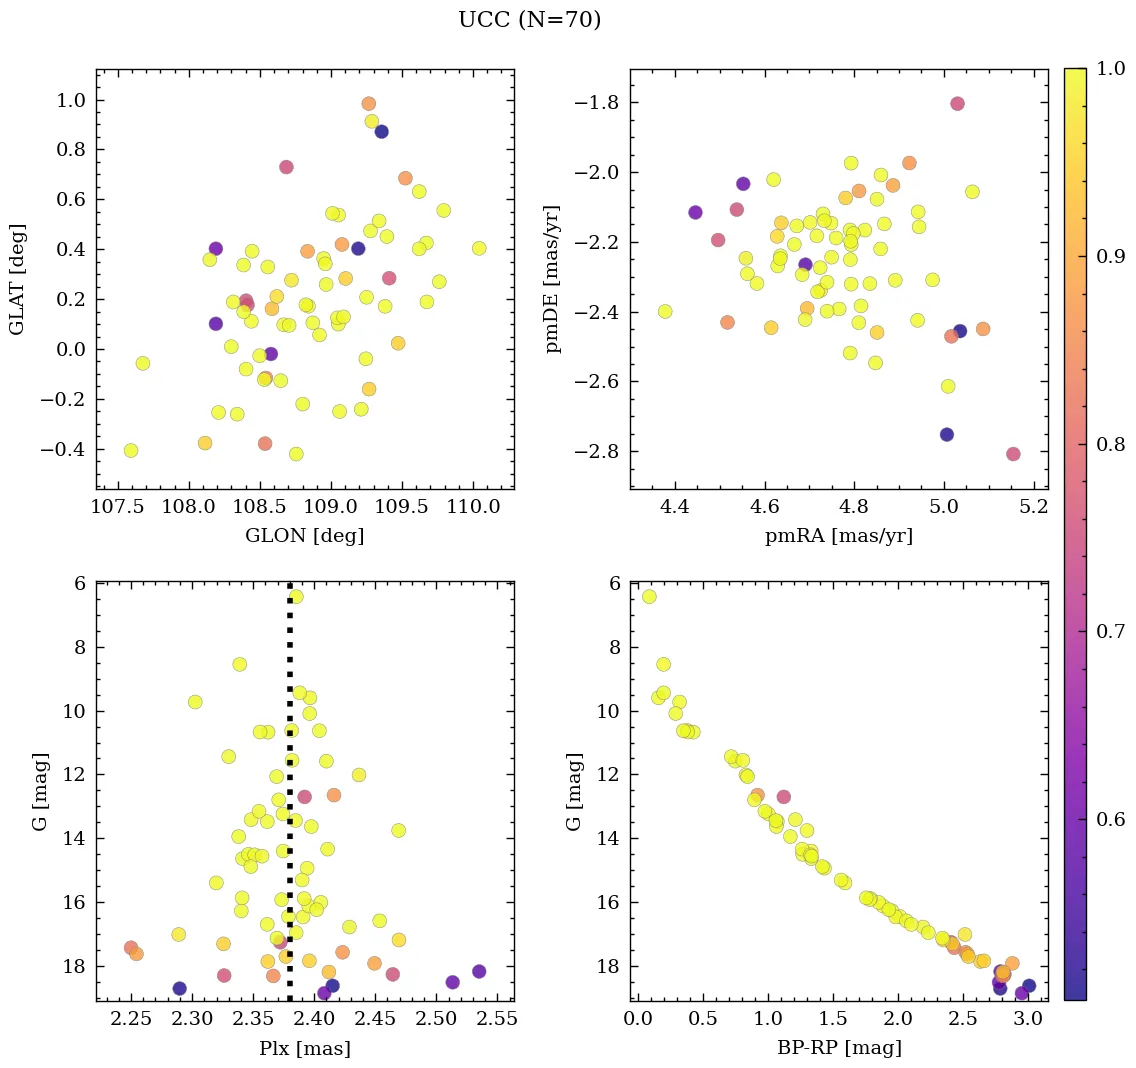 UCC (N=70)
1.0
0.8
0.6
0.4
0.2
0.0
−0.2
−0.4
GLAT [deg]
107.5 108.0 108.5 109.0 109.5 110.0
GLON [deg]
−1.8
−2.0
−2.2
−2.4
−2.6
−2.8
pmDE [mas/yr]
4.4 4.6 4.8 5.0 5.2
pmRA [mas/yr]
1.0
0.9
0.8
0.7
0.6
6
8
10
12
14
16
18
G [mag]
2.25 2.30 2.35 2.40 2.45 2.50 2.55
Plx [mas]
6
8
10
12
14
16
18
G [mag]
0.0 0.5 1.0 1.5 2.0 2.5 3.0
BP-RP [mag]